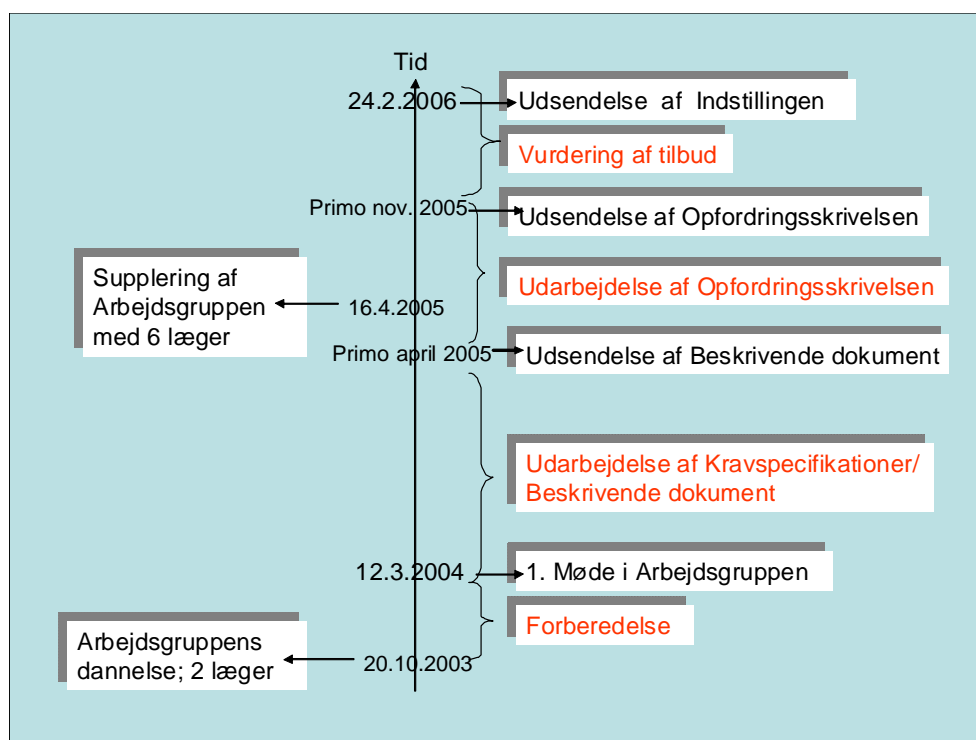 Tid
24.2.2006
Udsendelse af Indstillingen
Vurdering af tilbud
Primo nov. 2005
Udsendelse af Opfordringsskrivelsen
Supplering af
Arbejdsgruppen
med 6 læger
16.4.2005
Udarbejdelse af Opfordringsskrivelsen
Primo april 2005
Udsendelse af Beskrivende dokument
Udarbejdelse af Kravspecifikationer/
Beskrivende dokument
12.3.2004
1. Møde i Arbejdsgruppen
Forberedelse
Arbejdsgruppens
dannelse; 2 læger
20.10.2003